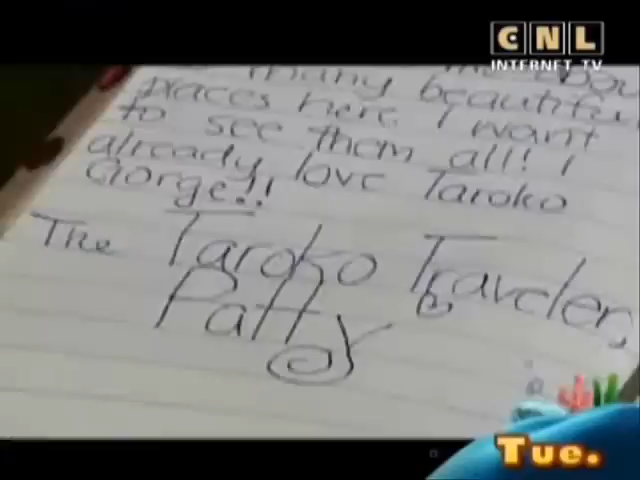 CNL
INTERNET TV
many beautiful
places here. I want
to see them all! I
already love Taroko
Gorge!!
The Taroko Traveler,
Patty
Tue.